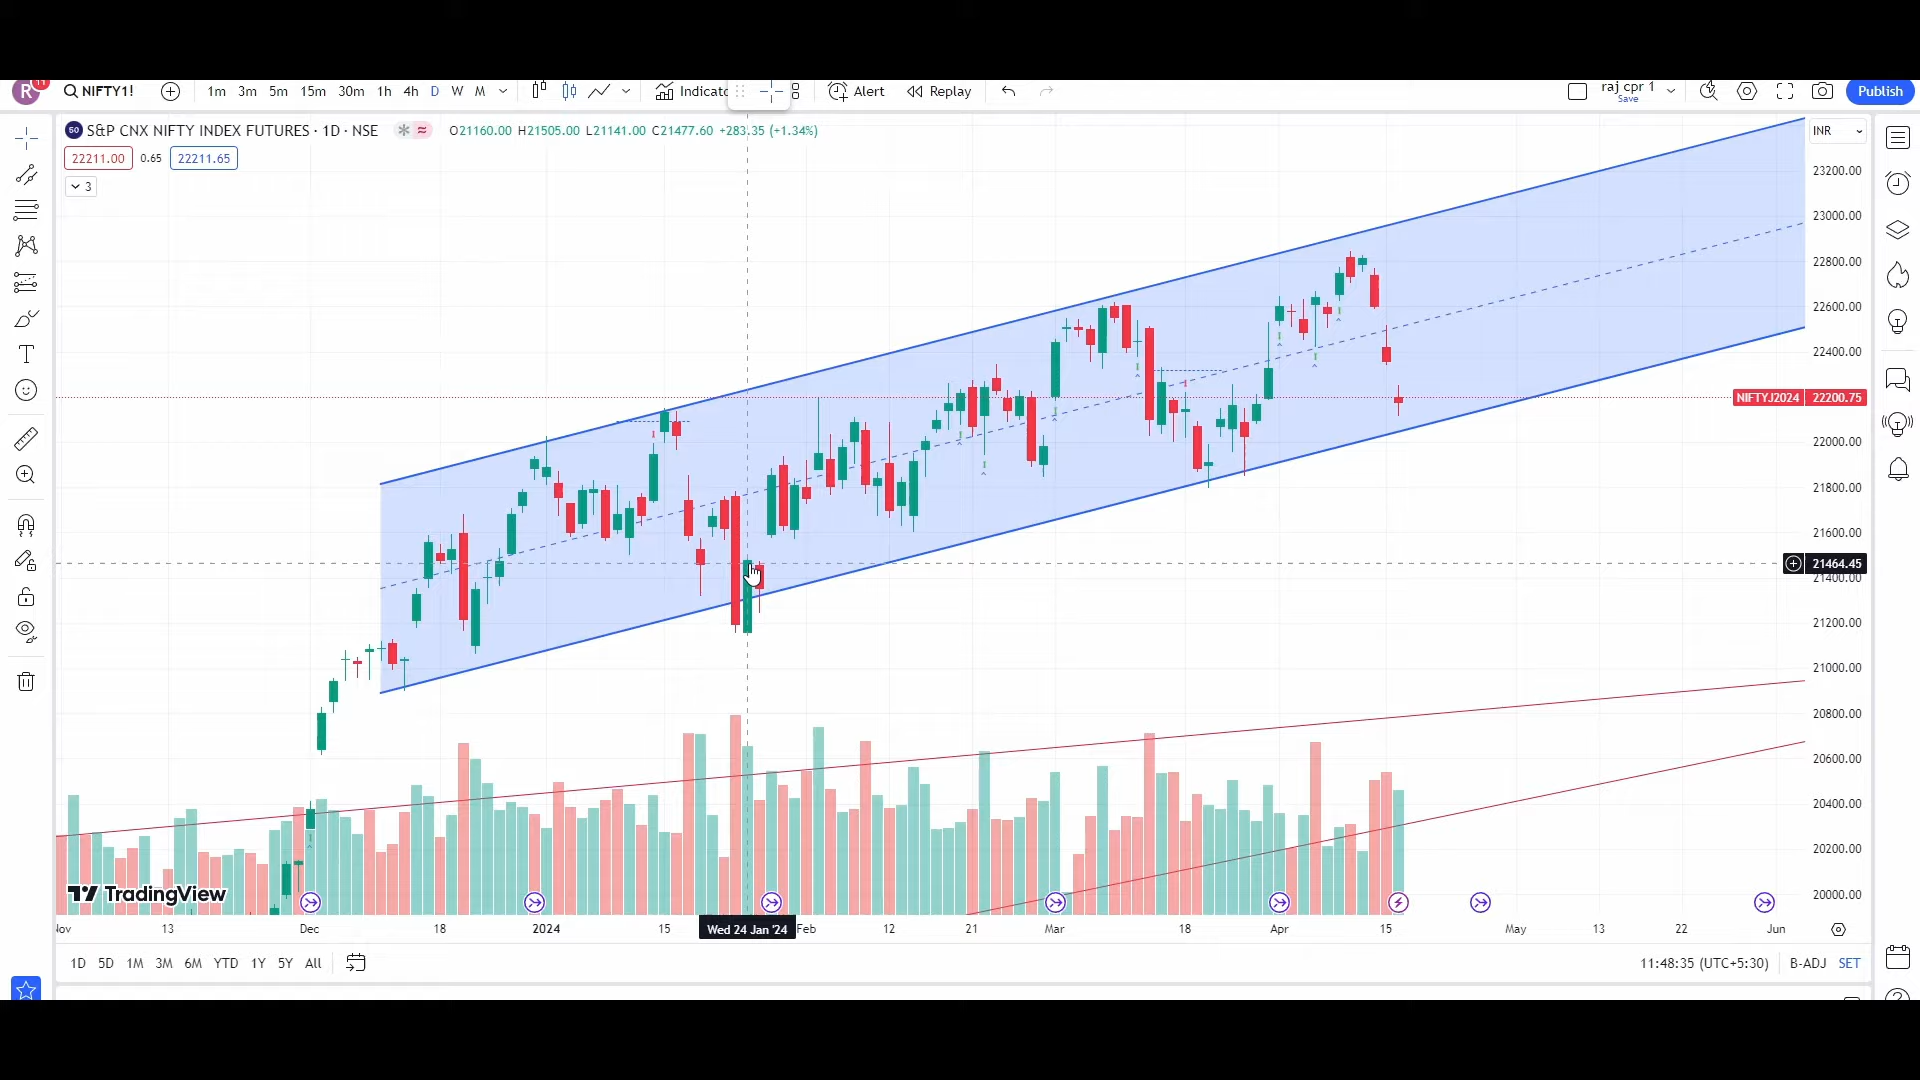 R 11 NIFTY1! 1m 3m 5m 15m 30m 1h 4h D W M Indicato Alert Replay raj cpr 1 Save Publish
50 S&P CNX NIFTY INDEX FUTURES · 1D · NSE O21160.00 H21505.00 L21141.00 C21477.60 +283.35 (+1.34%) INR
22211.00 0.65 22211.65
3
23200.00
23000.00
22800.00
22600.00
22400.00
NIFTYJ2024 22200.75
22000.00
21800.00
21600.00
21464.45
21400.00
21200.00
21000.00
20800.00
20600.00
20400.00
20200.00
TradingView 20000.00
Nov 13 Dec 18 2024 15 Wed 24 Jan '24 Feb 12 21 Mar 18 Apr 15 May 13 22 Jun
1D 5D 1M 3M 6M YTD 1Y 5Y All 11:48:35 (UTC+5:30) B-ADJ SET